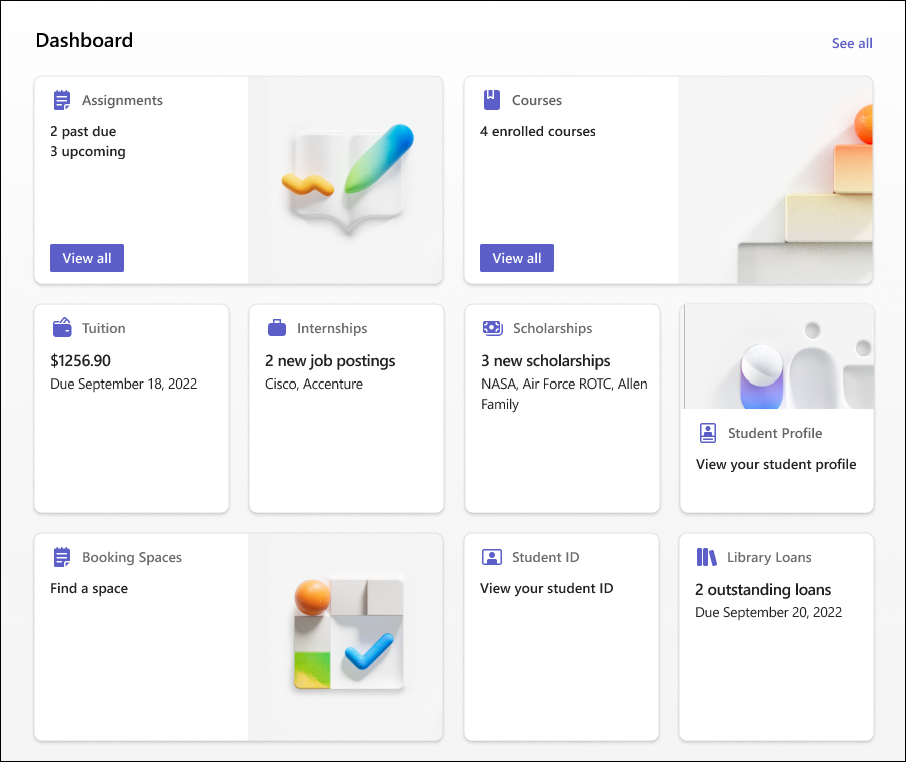 Dashboard
See all
Assignments
2 past due
3 upcoming
View all
Courses
4 enrolled courses
View all
Tuition
$1256.90
Due September 18, 2022
Internships
2 new job postings
Cisco, Accenture
Scholarships
3 new scholarships
NASA, Air Force ROTC, Allen
Family
Student Profile
View your student profile
Booking Spaces
Find a space
Student ID
View your student ID
Library Loans
2 outstanding loans
Due September 20, 2022